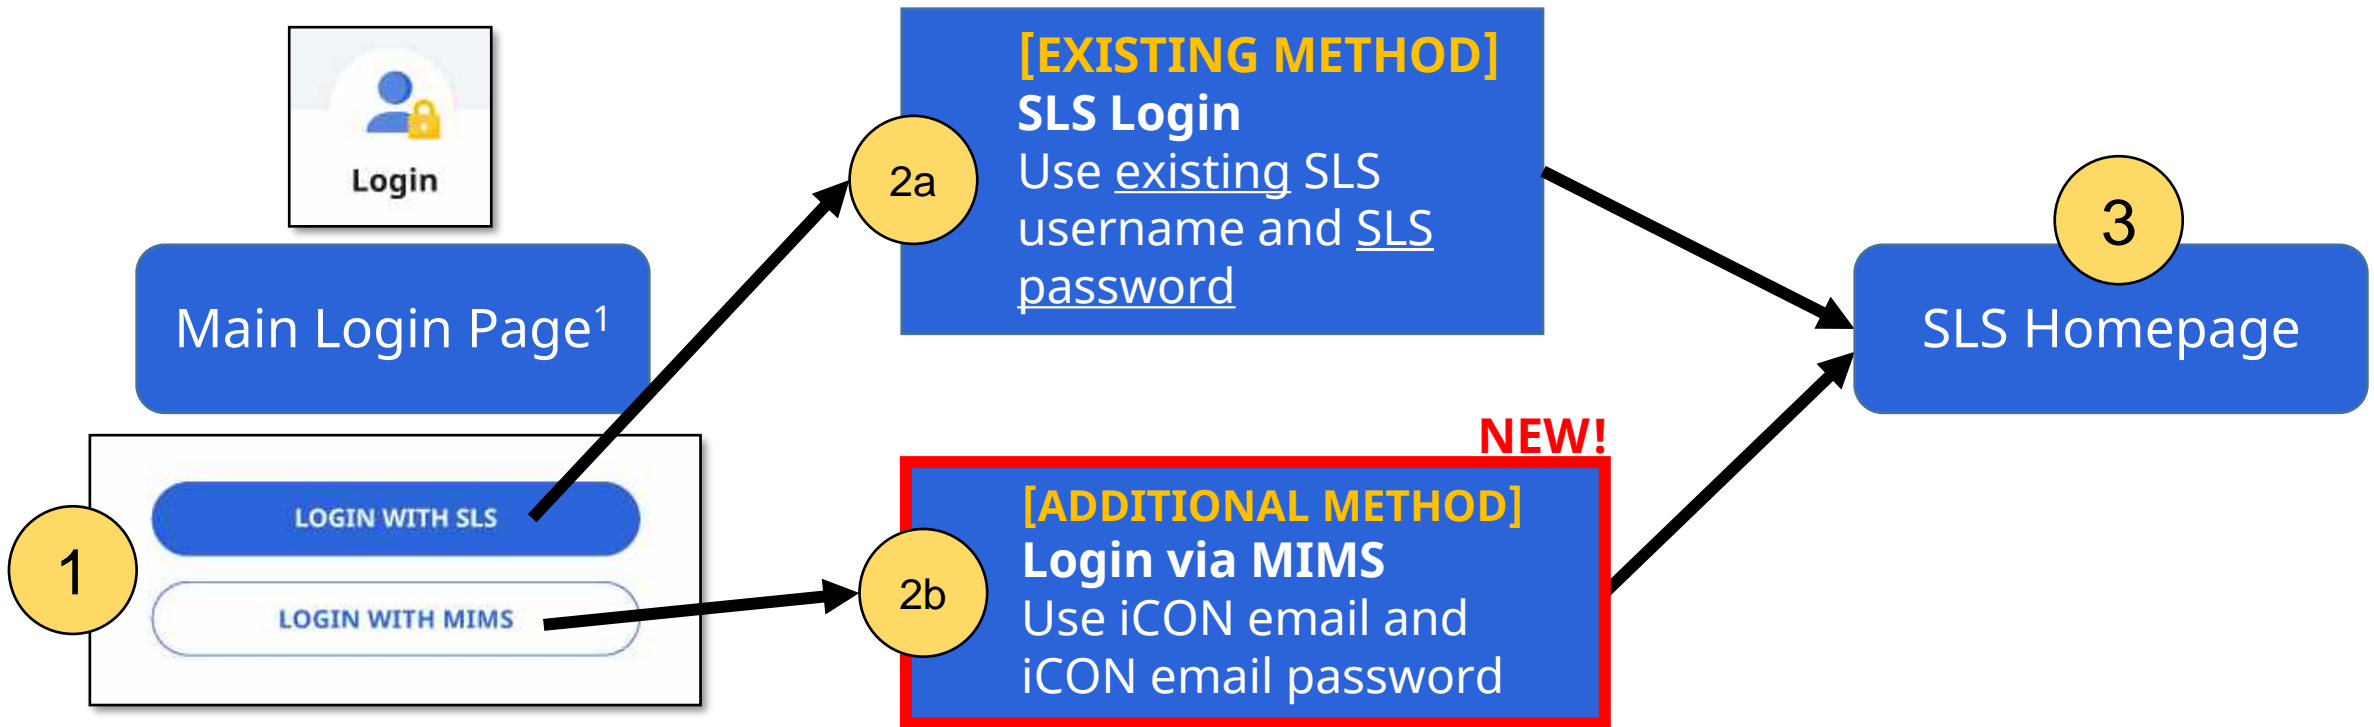 Login
Main Login Page¹
1
LOGIN WITH SLS
LOGIN WITH MIMS
2a
[EXISTING METHOD]
SLS Login
Use existing SLS
username and SLS
password
NEW!
2b
[ADDITIONAL METHOD]
Login via MIMS
Use iCON email and
iCON email password
3
SLS Homepage